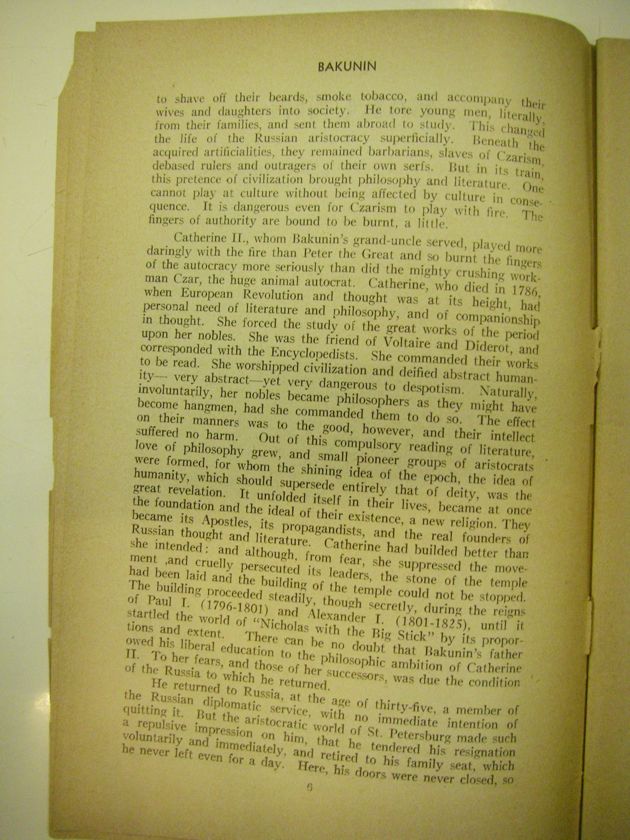 BAKUNIN
to shave off their beards, smoke tobacco, and accompany their
wives and daughters into society. He tore young men, literally,
from their families, and sent them abroad to study. This changed
the life of the Russian aristocracy superficially. Beneath the
acquired artificialities, they remained barbarians, slaves of Czarism,
debased rulers and outragers of their own serfs. But in its train,
this pretence of civilization brought philosophy and literature. One
cannot play at culture without being affected by culture in conse-
quence. It is dangerous even for Czarism to play with fire. The
fingers of authority are bound to be burnt, a little.
Catherine II., whom Bakunin's grand-uncle served, played more
daringly with the fire than Peter the Great and so burnt the fingers
of the autocracy more seriously than did the mighty crushing work-
man Czar, the huge animal autocrat. Catherine, who died in 1786,
when European Revolution and thought was at its height, had
personal need of literature and philosophy, and of companionship
in thought. She forced the study of the great works of the period
upon her nobles. She was the friend of Voltaire and Diderot, and
corresponded with the Encyclopedists. She commanded their works
to be read. She worshipped civilization and deified abstract human-
ity— very abstract—yet very dangerous to despotism. Naturally,
involuntarily, her nobles became philosophers as they might have
become hangmen, had she commanded them to do so. The effect
on their manners was to the good, however, and their intellect
suffered no harm. Out of this compulsory reading of literature,
love of philosophy grew, and small pioneer groups of aristocrats
were formed, for whom the shining idea of the epoch, the idea of
humanity, which should supersede entirely that of deity, was the
great revelation. It unfolded itself in their lives, became at once
the foundation and the ideal of their existence, a new religion. They
became its Apostles, its propagandists, and the real founders of
Russian thought and literature. Catherine had builded better than
she intended; and although, from fear, she suppressed the move-
ment ,and cruelly persecuted its leaders, the stone of the temple
had been laid and the building of the temple could not be stopped.
The building proceeded steadily, though secretly, during the reigns
of Paul I. (1796-1801) and Alexander I. (1801-1825), until it
startled the world of "Nicholas with the Big Stick" by its propor-
tions and extent. There can be no doubt that Bakunin's father
owed his liberal education to the philosophic ambition of Catherine
II. To her fears, and those of her successors, was due the condition
of the Russia to which he returned.
He returned to Russia, at the age of thirty-five, a member of
the Russian diplomatic service, with no immediate intention of
quitting it. But the aristocratic world of St. Petersburg made such
a repulsive impression on him, that he tendered his resignation
voluntarily and immediately, and retired to his family seat, which
he never left even for a day. Here, his doors were never closed, so
6